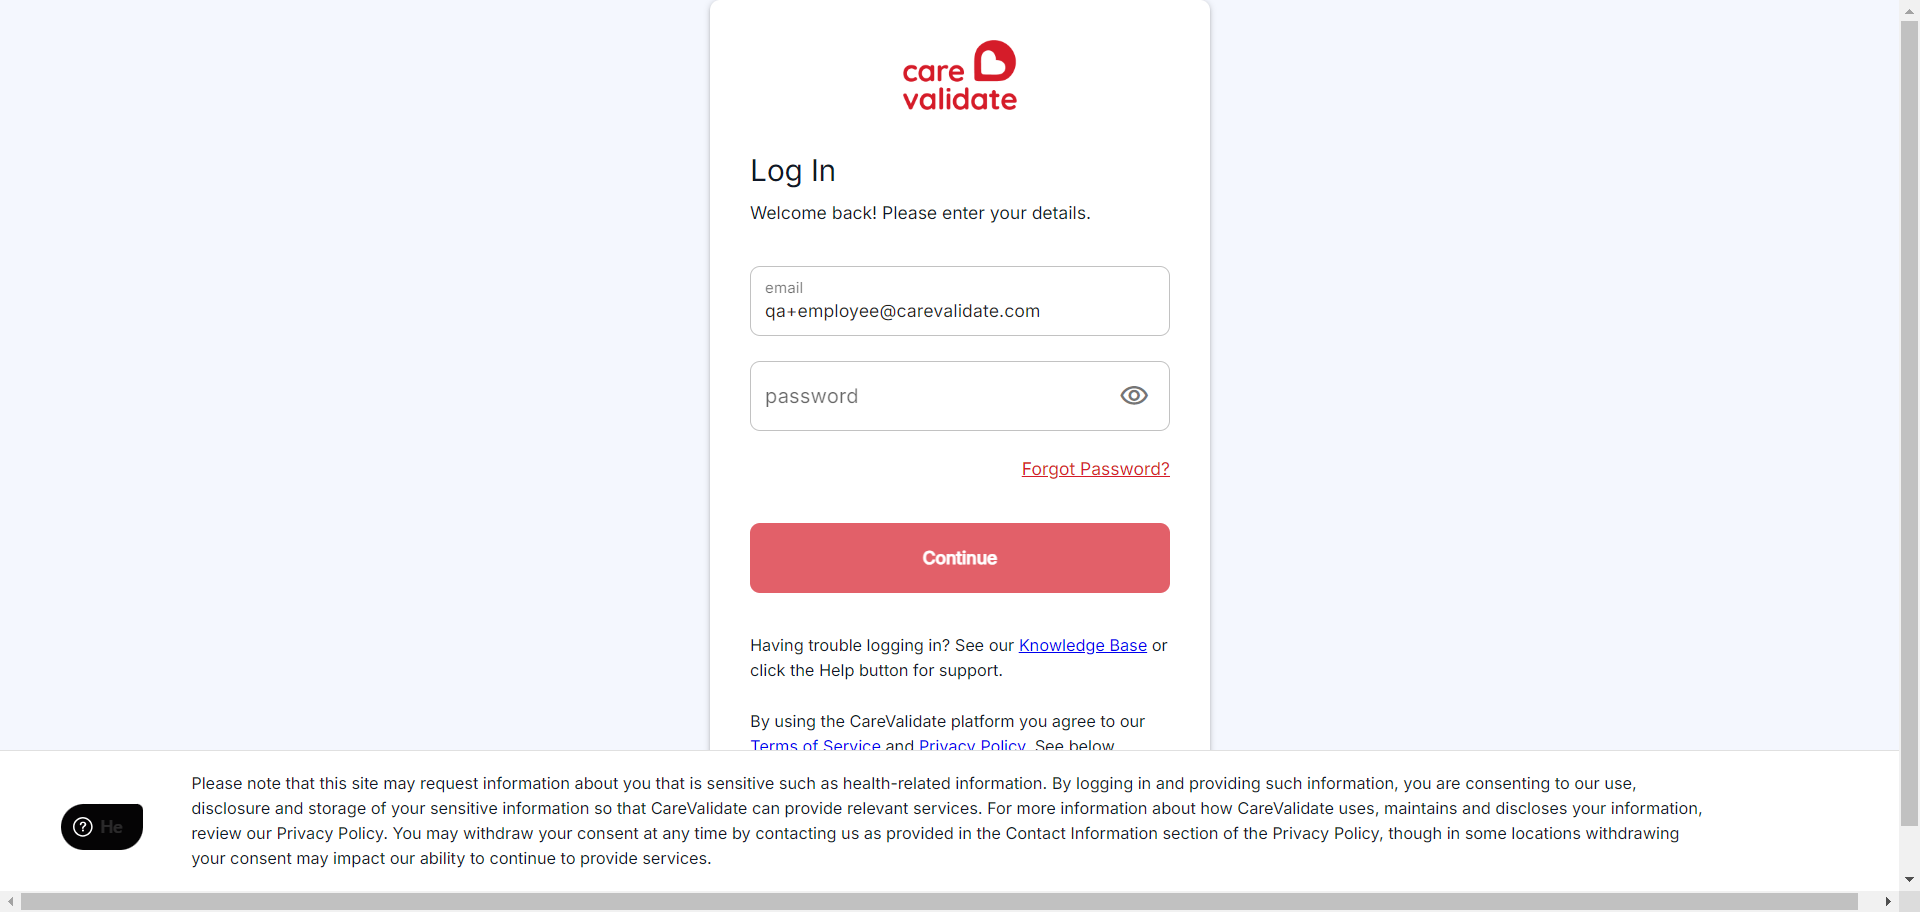 care
validate
Log In
Welcome back! Please enter your details.
email
qa+employee@carevalidate.com
password
Forgot Password?
Continue
Having trouble logging in? See our Knowledge Base or
click the Help button for support.
By using the CareValidate platform you agree to our
Terms of Service and Privacy Policy. See below
Please note that this site may request information about you that is sensitive such as health-related information. By logging in and providing such information, you are consenting to our use,
disclosure and storage of your sensitive information so that CareValidate can provide relevant services. For more information about how CareValidate uses, maintains and discloses your information,
review our Privacy Policy. You may withdraw your consent at any time by contacting us as provided in the Contact Information section of the Privacy Policy, though in some locations withdrawing
your consent may impact our ability to continue to provide services.
? He